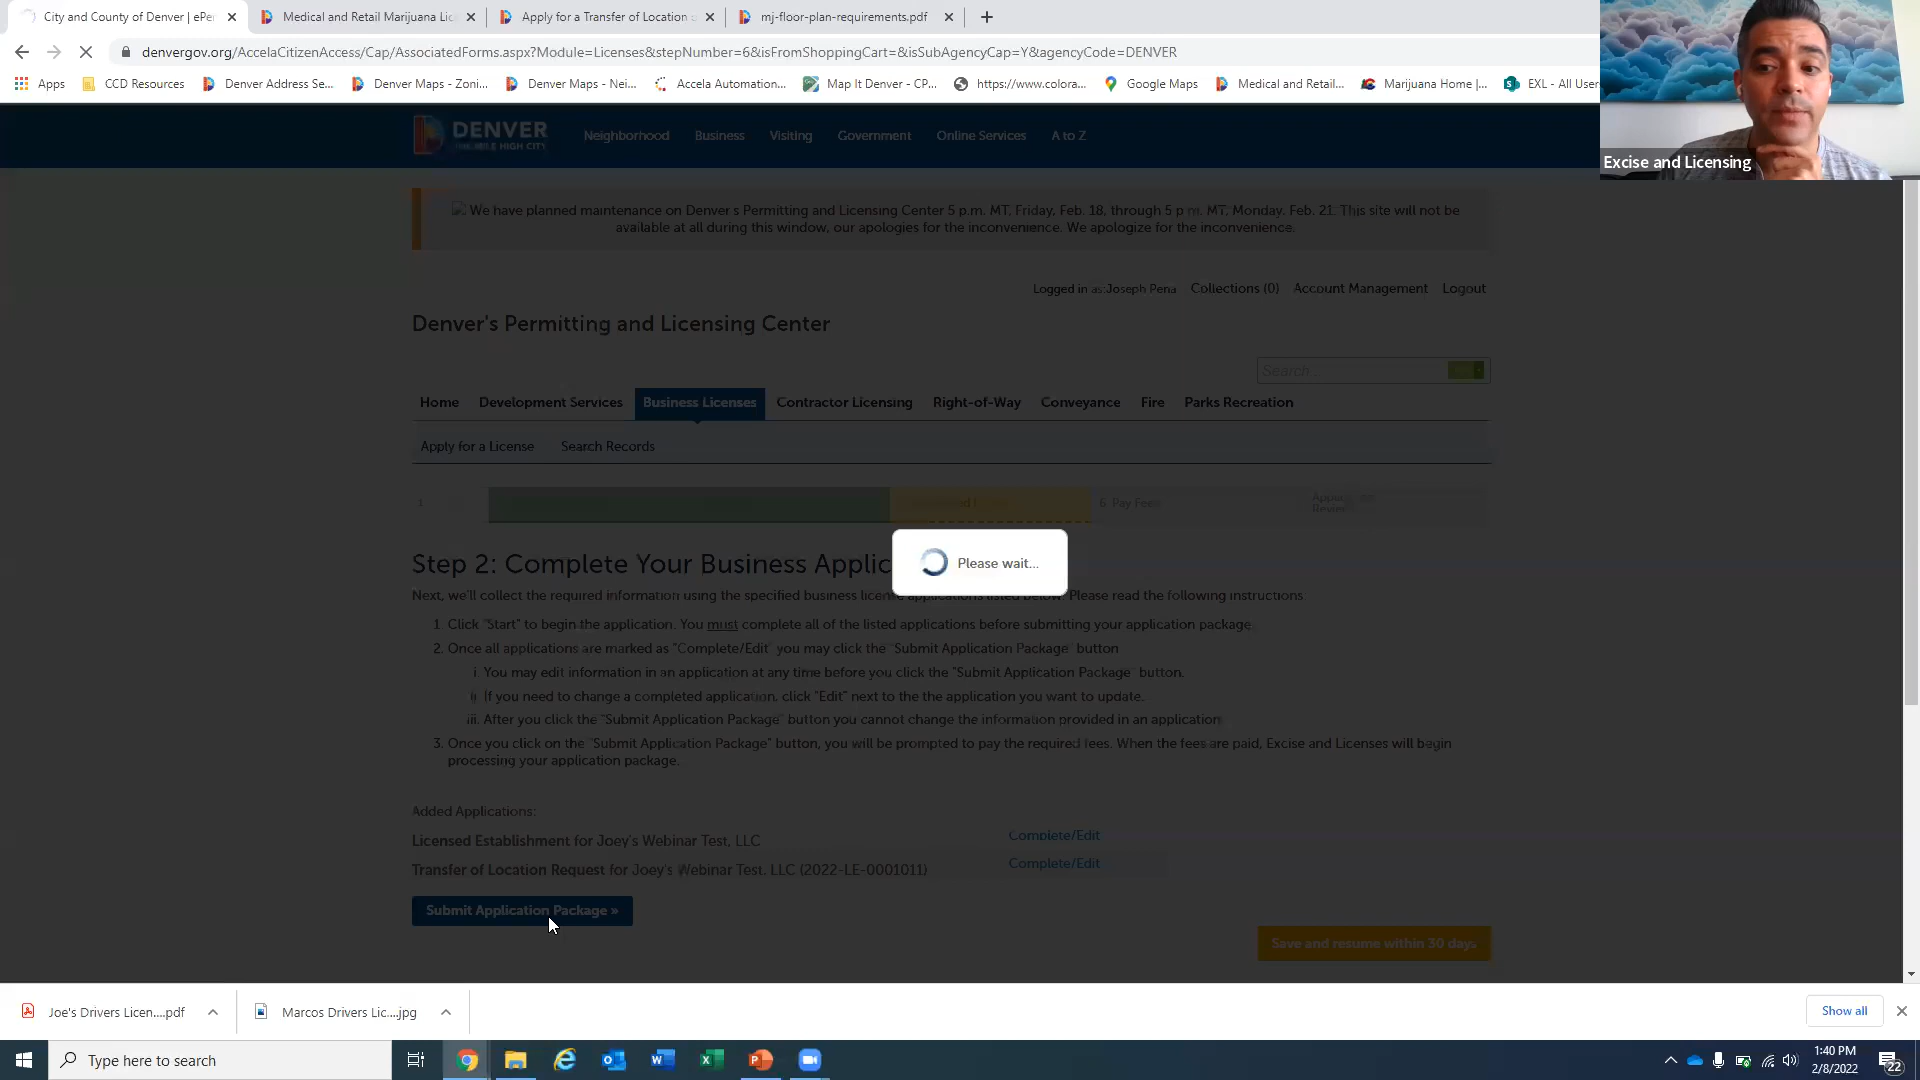 City and County of Denver | ePer
Medical and Retail Marijuana Lic
Apply for a Transfer of Location
mj-floor-plan-requirements.pdf
denvergov.org/AccelaCitizenAccess/Cap/AssociatedForms.aspx?Module=Licenses&stepNumber=6&isFromShoppingCart=&isSubAgencyCap=Y&agencyCode=DENVER
Apps
CCD Resources
Denver Address Se...
Denver Maps - Zoni...
Denver Maps - Nei...
Accela Automation...
Map It Denver - CP...
https://www.colora...
Google Maps
Medical and Retail...
Marijuana Home |...
EXL - All User
Excise and Licensing
DENVER
THE MILE HIGH CITY
Neighborhood Business Visiting Government Online Services A to Z
We have planned maintenance on Denver s Permitting and Licensing Center 5 p.m. MT, Friday, Feb. 18, through 5 p.m. MT, Monday, Feb. 21. This site will not be
available at all during this window, our apologies for the inconvenience. We apologize for the inconvenience.
Logged in as:Joseph Pena Collections (0) Account Management Logout
Denver's Permitting and Licensing Center
Search...
Home Development Services Business Licenses Contractor Licensing Right-of-Way Conveyance Fire Parks Recreation
Apply for a License Search Records
1
6 Pay Fees
Step 2: Complete Your Business Applic
Please wait...
Next, we'll collect the required information using the specified business license applications listed below. Please read the following instructions.
1. Click "Start" to begin the application. You must complete all of the listed applications before submitting your application package.
2. Once all applications are marked as "Complete/Edit" you may click the "Submit Application Package" button
i. You may edit information in an application at any time before you click the "Submit Application Package" button.
ii. If you need to change a completed application, click "Edit" next to the the application you want to update.
iii. After you click the "Submit Application Package" button you cannot change the information provided in an application
3. Once you click on the "Submit Application Package" button, you will be prompted to pay the required fees. When the fees are paid, Excise and Licenses will begin
processing your application package.
Added Applications:
Licensed Establishment for Joey's Webinar Test, LLC Complete/Edit
Transfer of Location Request for Joey's Webinar Test, LLC (2022-LE-0001011) Complete/Edit
Submit Application Package »
Save and resume within 30 days
Joe's Drivers Licen....pdf
Marcos Drivers Lic....jpg
Show all
Type here to search
1:40 PM
2/8/2022
22